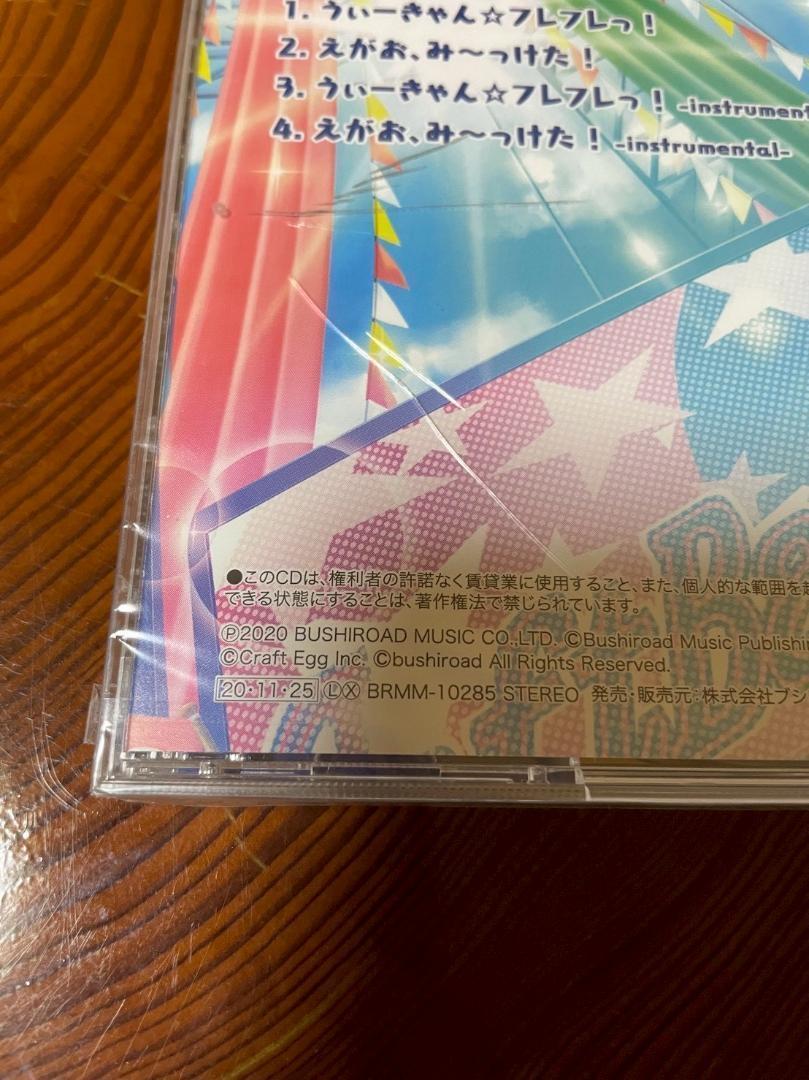 1. うぃーきゃん☆フレフレっ!
2. えがお、み〜っけた!
3. うぃーきゃん☆フレフレっ! -instrument
4. えがお、み〜っけた! -instrumental-
●このCDは、権利者の許諾なく賃貸業に使用すること、また、個人的な範囲を超
できる状態にすることは、著作権法で禁じられています。
Ⓟ2020 BUSHIROAD MUSIC CO.,LTD. ©Bushiroad Music Publishin
©Craft Egg Inc. ©bushiroad All Rights Reserved.
20・11・25 ⓁⓍ BRMM-10285 STEREO 発売・販売元:株式会社ブシ